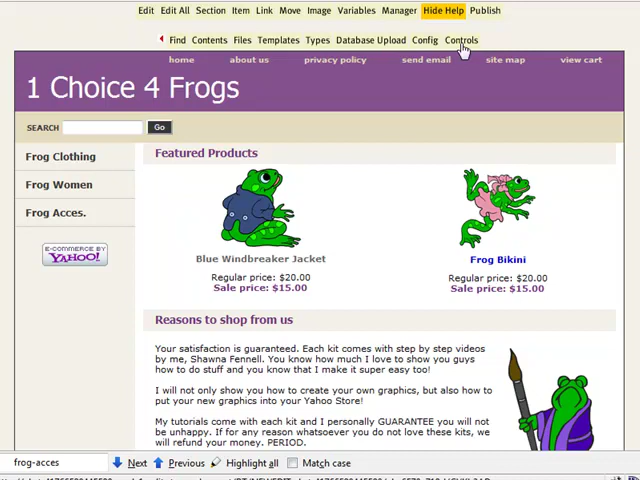 Edit Edit All Section Item Link Move Image Variables Manager Hide Help Publish
Find Contents Files Templates Types Database Upload Config Controls
home about us privacy policy send email site map view cart
1 Choice 4 Frogs
SEARCH Go
Frog Clothing
Frog Women
Frog Acces.
E-COMMERCE BY
YAHOO!
Featured Products
Blue Windbreaker Jacket
Regular price: $20.00
Sale price: $15.00
Frog Bikini
Regular price: $20.00
Sale price: $15.00
Reasons to shop from us
Your satisfaction is guaranteed. Each kit comes with step by step videos
by me, Shawna Fennell. You know how much I love to show you guys
how to do stuff and you know that I make it super easy too!
I will not only show you how to create your own graphics, but also how to
put your new graphics into your Yahoo Store!
My tutorials come with each kit and I personally GUARANTEE you will not
be unhappy. If for any reason whatsoever you do not love these kits, we
will refund your money. PERIOD.
frog-acces Next Previous Highlight all Match case